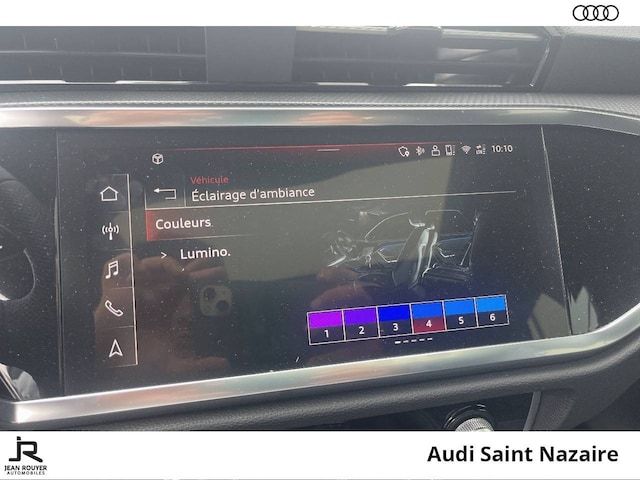 10:10
Véhicule
Éclairage d'ambiance
Couleurs
> Lumino.
1 2 3 4 5 6
JR
JEAN ROUYER
AUTOMOBILES
Audi Saint Nazaire